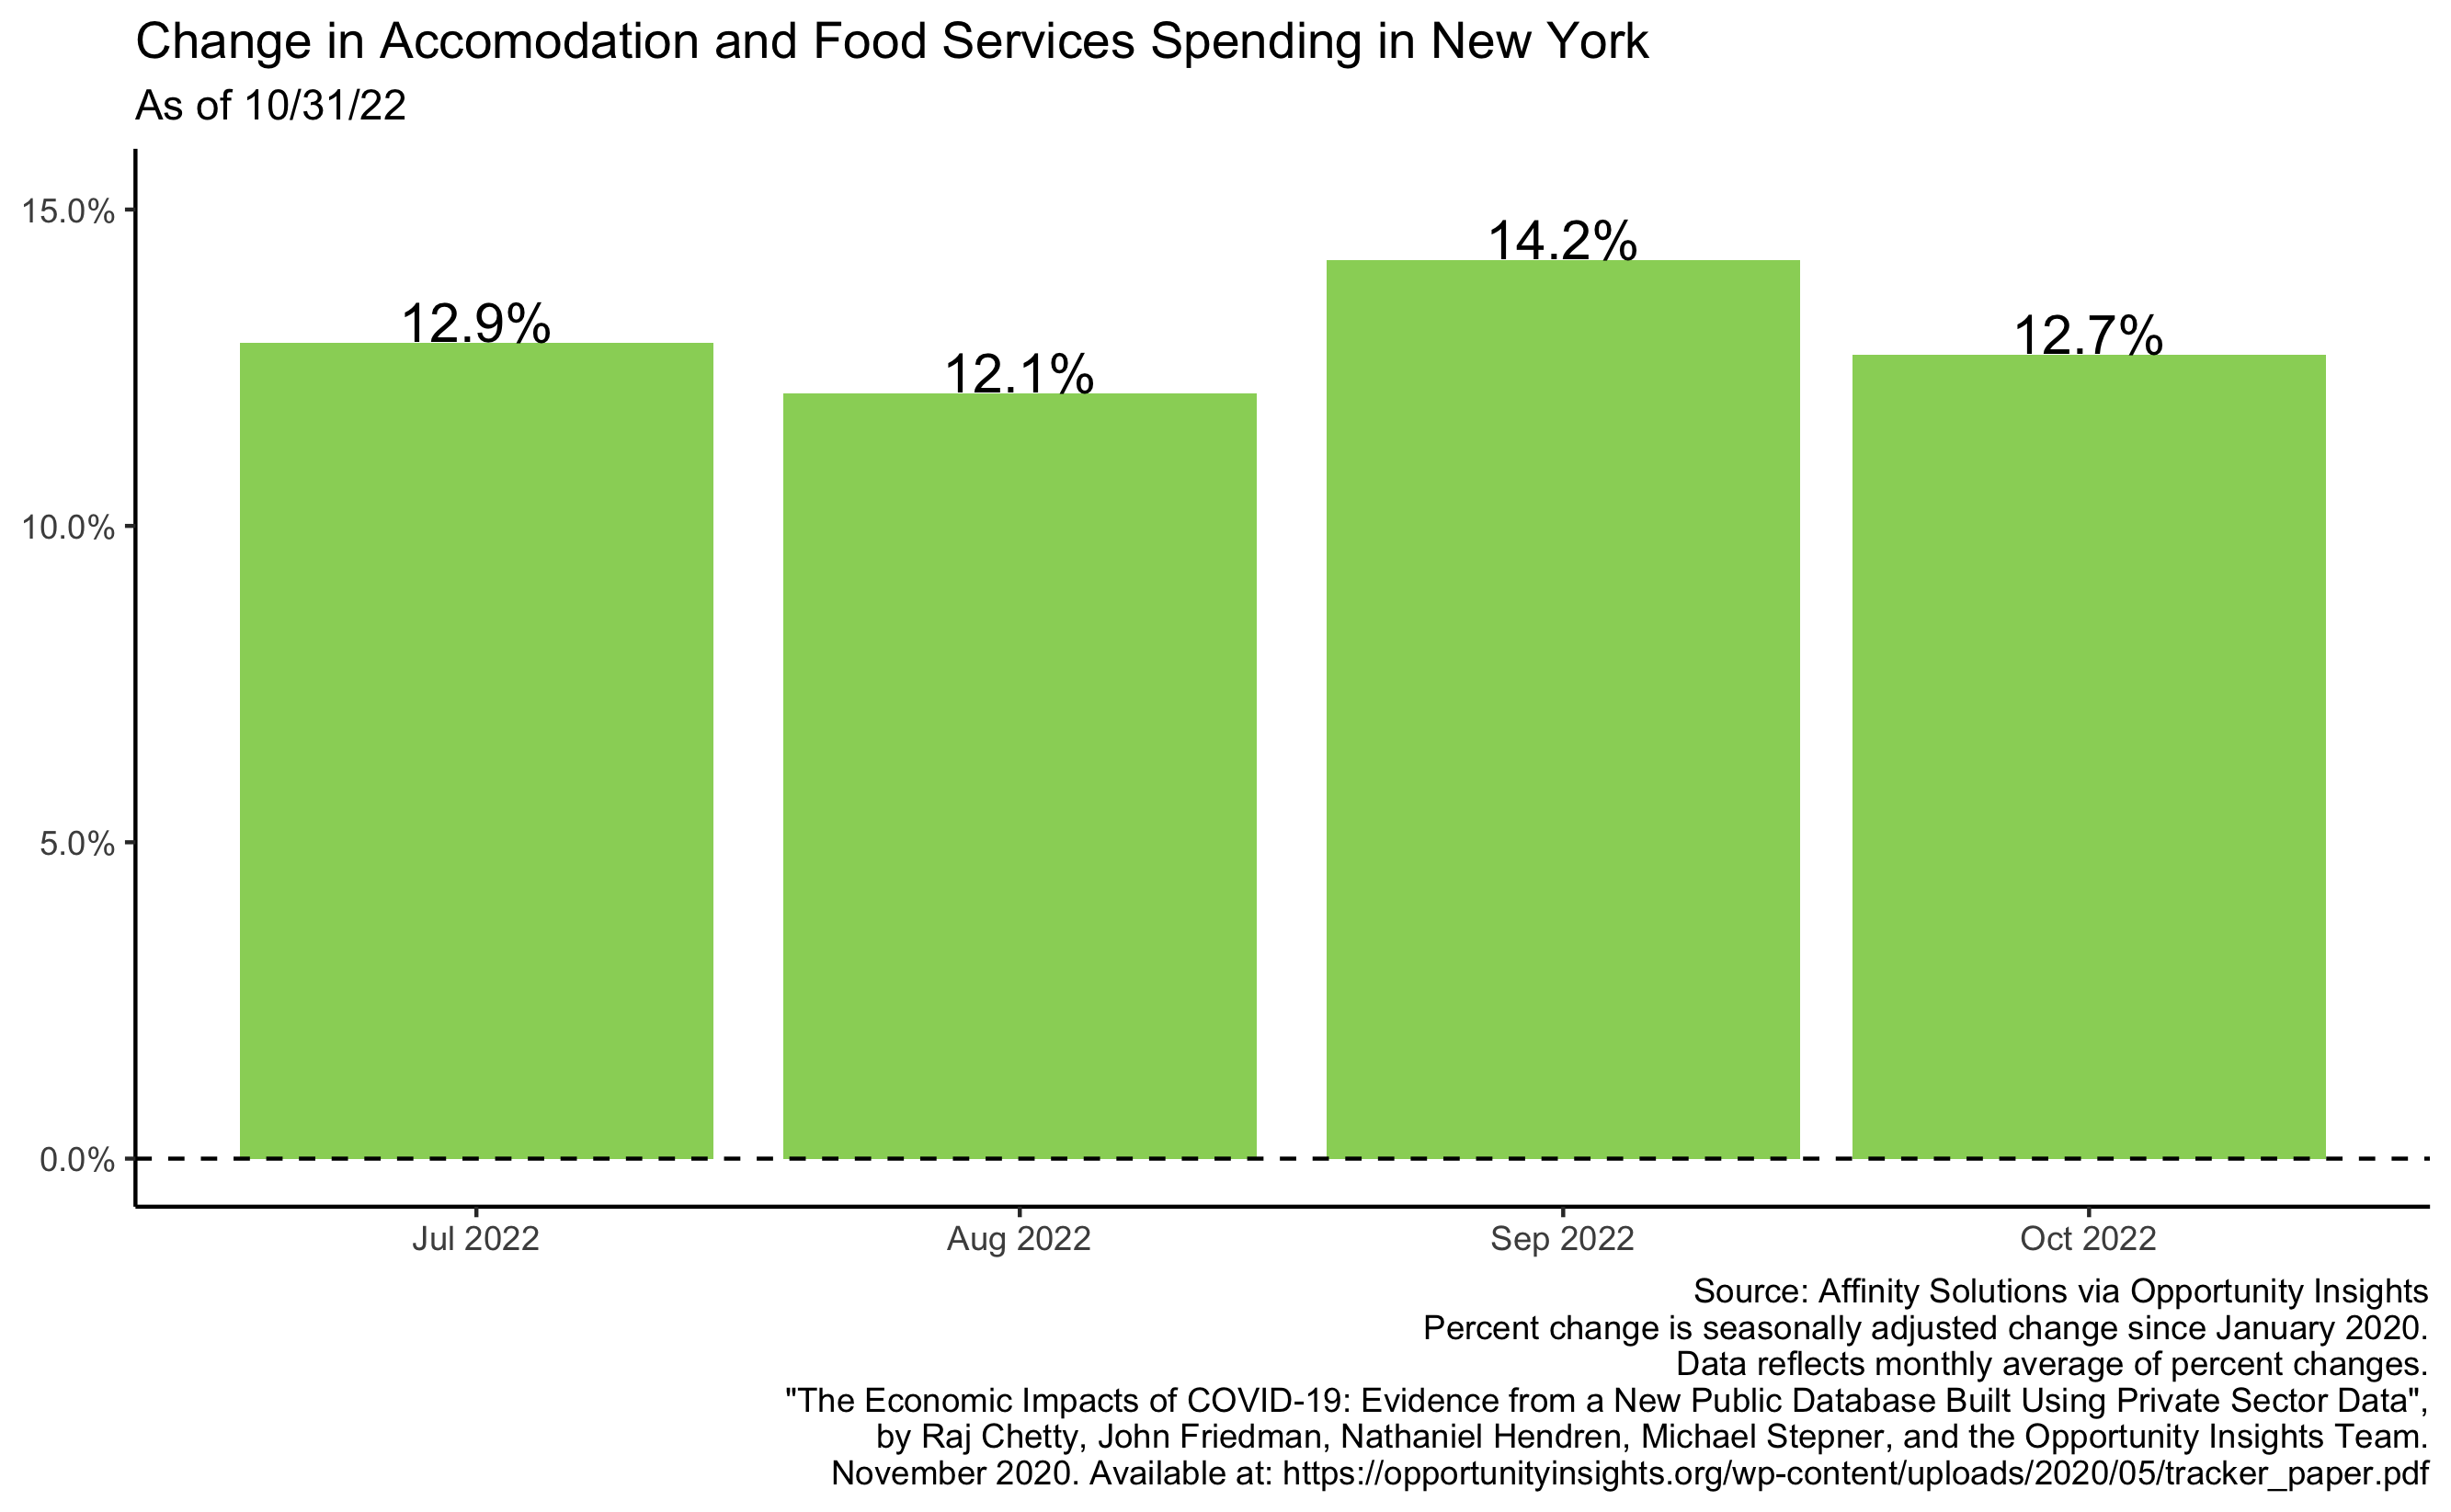 Change in Accomodation and Food Services Spending in New York
As of 10/31/22
15.0%
10.0%
5.0%
0.0%
12.9%
12.1%
14.2%
12.7%
Jul 2022
Aug 2022
Sep 2022
Oct 2022
Source: Affinity Solutions via Opportunity Insights
Percent change is seasonally adjusted change since January 2020.
Data reflects monthly average of percent changes.
"The Economic Impacts of COVID-19: Evidence from a New Public Database Built Using Private Sector Data",
by Raj Chetty, John Friedman, Nathaniel Hendren, Michael Stepner, and the Opportunity Insights Team.
November 2020. Available at: https://opportunityinsights.org/wp-content/uploads/2020/05/tracker_paper.pdf